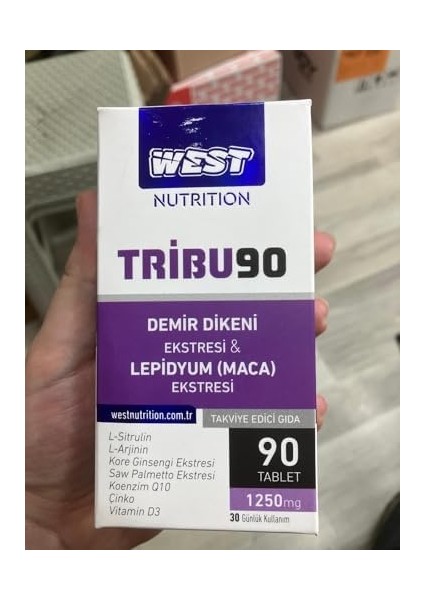 WEST
NUTRITION
TRİBU90
DEMİR DİKENİ
EKSTRESİ &
LEPİDYUM (MACA)
EKSTRESİ
westnutrition.com.tr
TAKVİYE EDİCİ GIDA
L-Sitrulin
L-Arjinin
Kore Ginsengi Ekstresi
Saw Palmetto Ekstresi
Koenzim Q10
Çinko
Vitamin D3
90
TABLET
1250mg
30 Günlük Kullanım